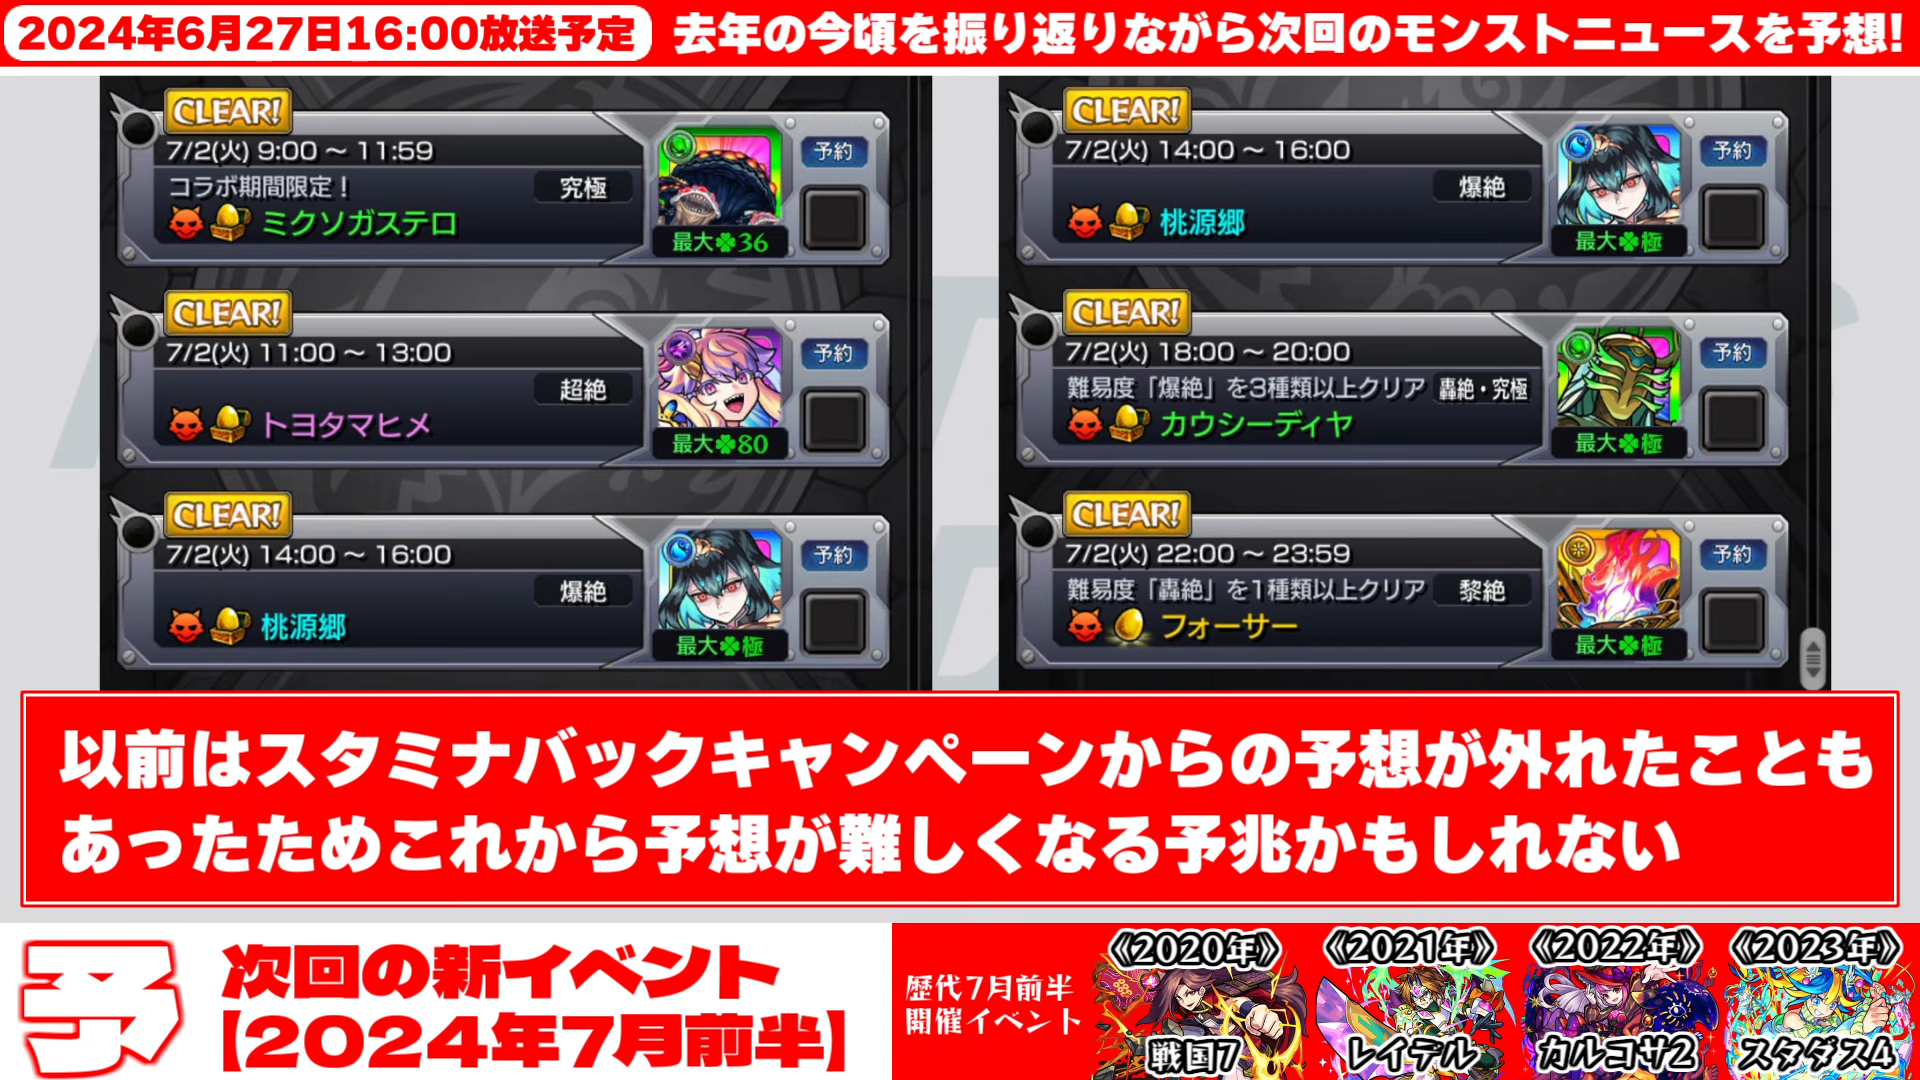 2024年6月27日16:00放送予定
去年の今頃を振り返りながら次回のモンストニュースを予想!
CLEAR!
7/2(火) 9:00 ～ 11:59
コラボ期間限定！
究極
ミクソガステロ
最大 36
予約
CLEAR!
7/2(火) 11:00 ～ 13:00
超絶
トヨタマヒメ
最大 80
予約
CLEAR!
7/2(火) 14:00 ～ 16:00
爆絶
桃源郷
最大 極
予約
CLEAR!
7/2(火) 14:00 ～ 16:00
爆絶
桃源郷
最大 極
予約
CLEAR!
7/2(火) 18:00 ～ 20:00
難易度「爆絶」を3種類以上クリア
轟絶・究極
カウシーディヤ
最大 極
予約
CLEAR!
7/2(火) 22:00 ～ 23:59
難易度「轟絶」を1種類以上クリア
黎絶
フォーサー
最大 極
予約
以前はスタミナバックキャンペーンからの予想が外れたことも
あったためこれから予想が難しくなる予兆かもしれない
予
次回の新イベント
【2024年7月前半】
歴代7月前半
開催イベント
《2020年》
戦国7
《2021年》
レイデル
《2022年》
カルコサ2
《2023年》
スタダス4